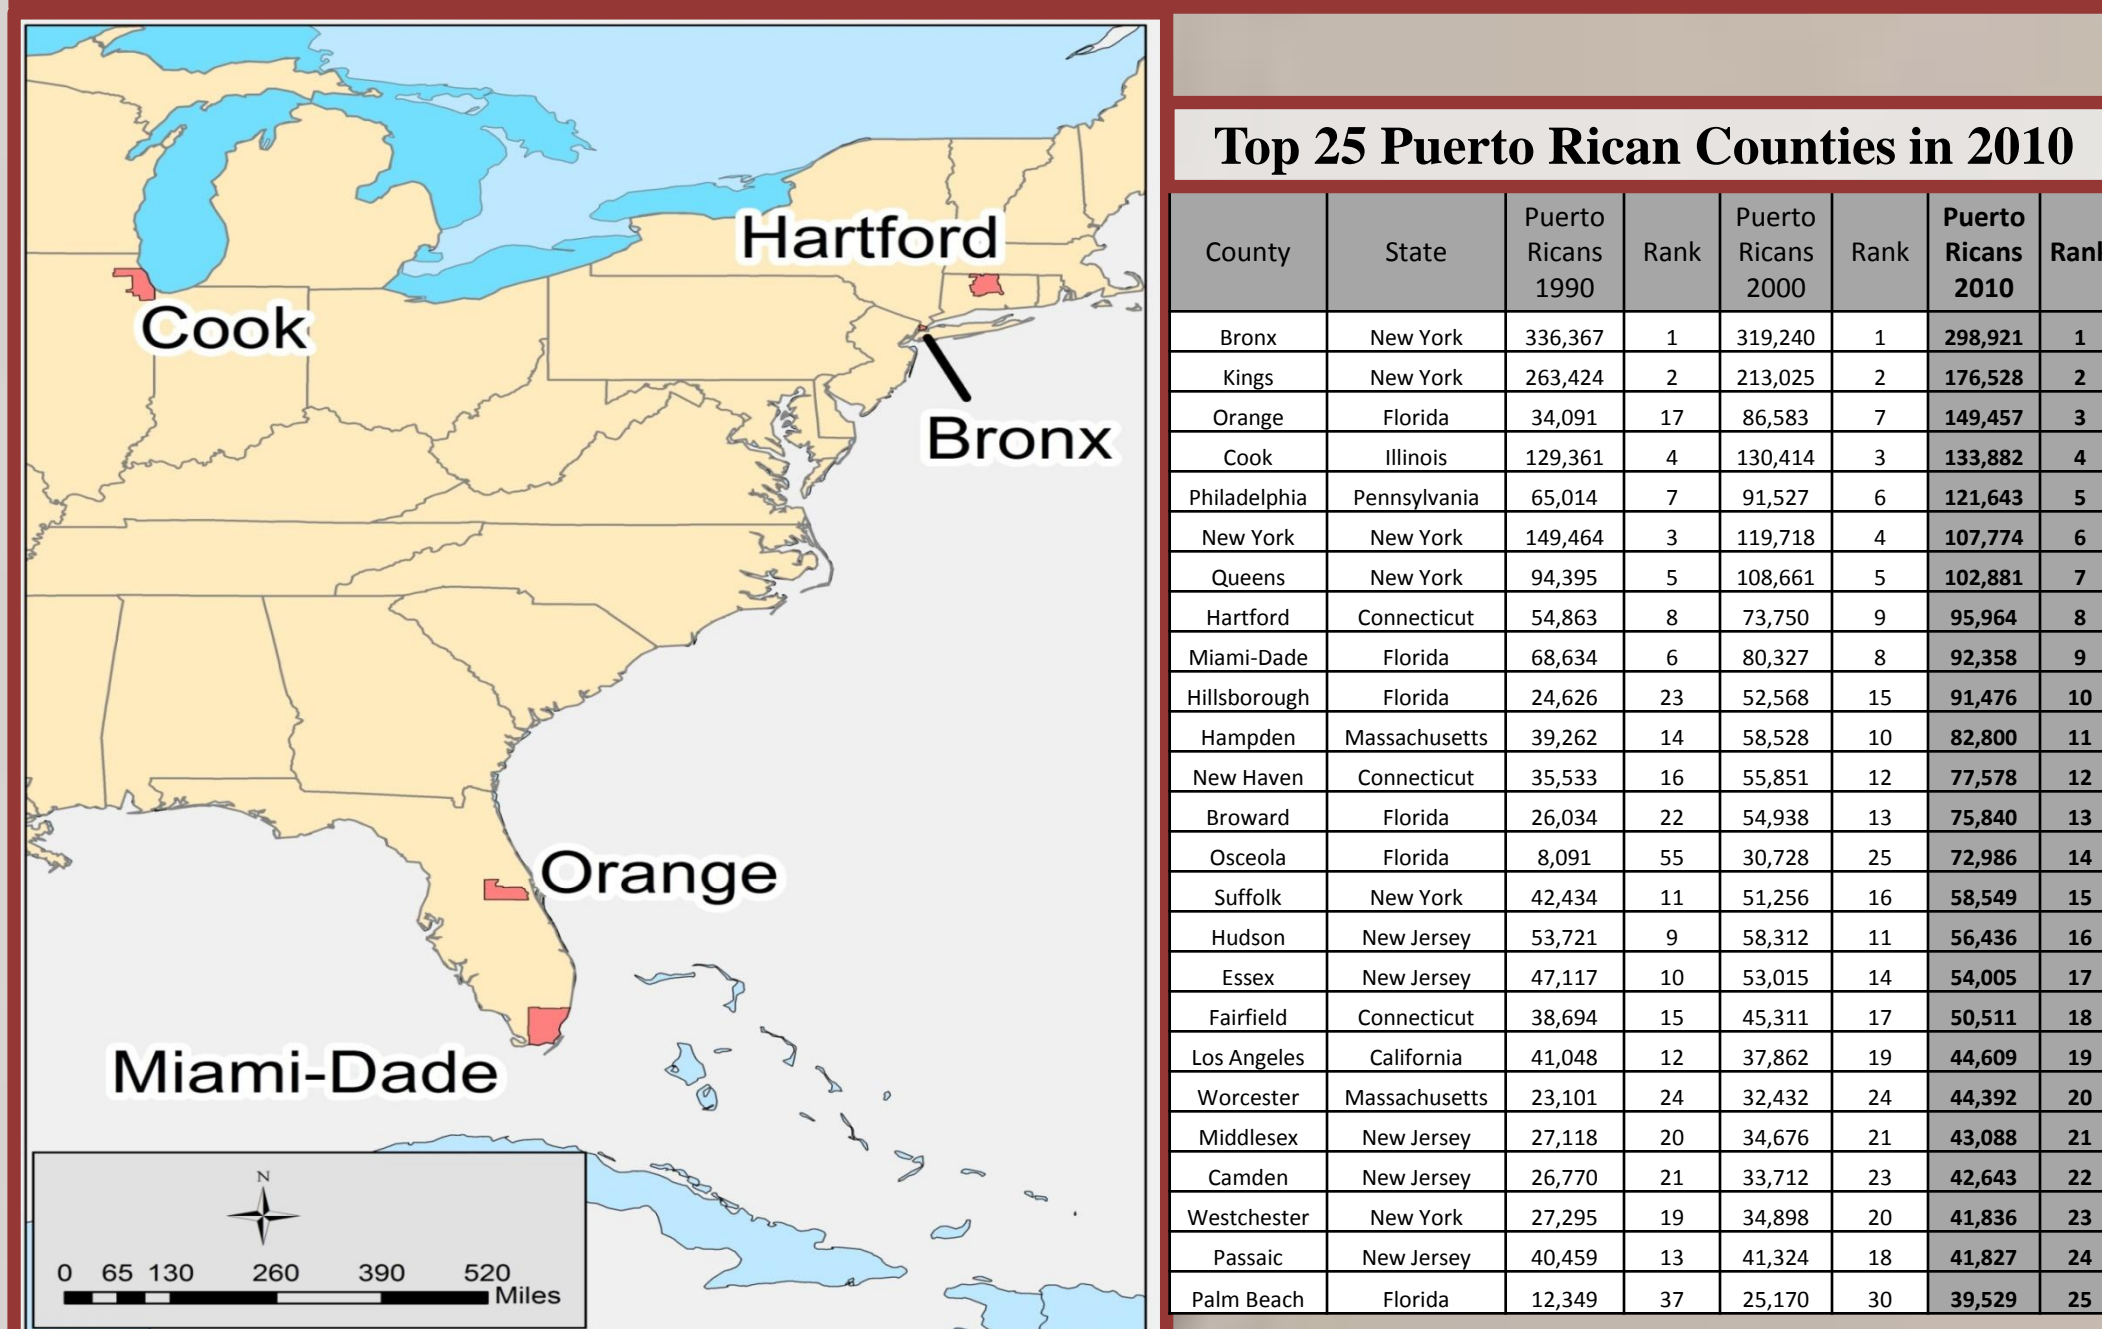 Hartford
Cook
Bronx
Orange
Miami-Dade
N
0 65 130 260 390 520
Miles
Top 25 Puerto Rican Counties in 2010
County State Puerto Ricans 1990 Rank Puerto Ricans 2000 Rank Puerto Ricans 2010 Rank
Bronx New York 336,367 1 319,240 1 298,921 1
Kings New York 263,424 2 213,025 2 176,528 2
Orange Florida 34,091 17 86,583 7 149,457 3
Cook Illinois 129,361 4 130,414 3 133,882 4
Philadelphia Pennsylvania 65,014 7 91,527 6 121,643 5
New York New York 149,464 3 119,718 4 107,774 6
Queens New York 94,395 5 108,661 5 102,881 7
Hartford Connecticut 54,863 8 73,750 9 95,964 8
Miami-Dade Florida 68,634 6 80,327 8 92,358 9
Hillsborough Florida 24,626 23 52,568 15 91,476 10
Hampden Massachusetts 39,262 14 58,528 10 82,800 11
New Haven Connecticut 35,533 16 55,851 12 77,578 12
Broward Florida 26,034 22 54,938 13 75,840 13
Osceola Florida 8,091 55 30,728 25 72,986 14
Suffolk New York 42,434 11 51,256 16 58,549 15
Hudson New Jersey 53,721 9 58,312 11 56,436 16
Essex New Jersey 47,117 10 53,015 14 54,005 17
Fairfield Connecticut 38,694 15 45,311 17 50,511 18
Los Angeles California 41,048 12 37,862 19 44,609 19
Worcester Massachusetts 23,101 24 32,432 24 44,392 20
Middlesex New Jersey 27,118 20 34,676 21 43,088 21
Camden New Jersey 26,770 21 33,712 23 42,643 22
Westchester New York 27,295 19 34,898 20 41,836 23
Passaic New Jersey 40,459 13 41,324 18 41,827 24
Palm Beach Florida 12,349 37 25,170 30 39,529 25